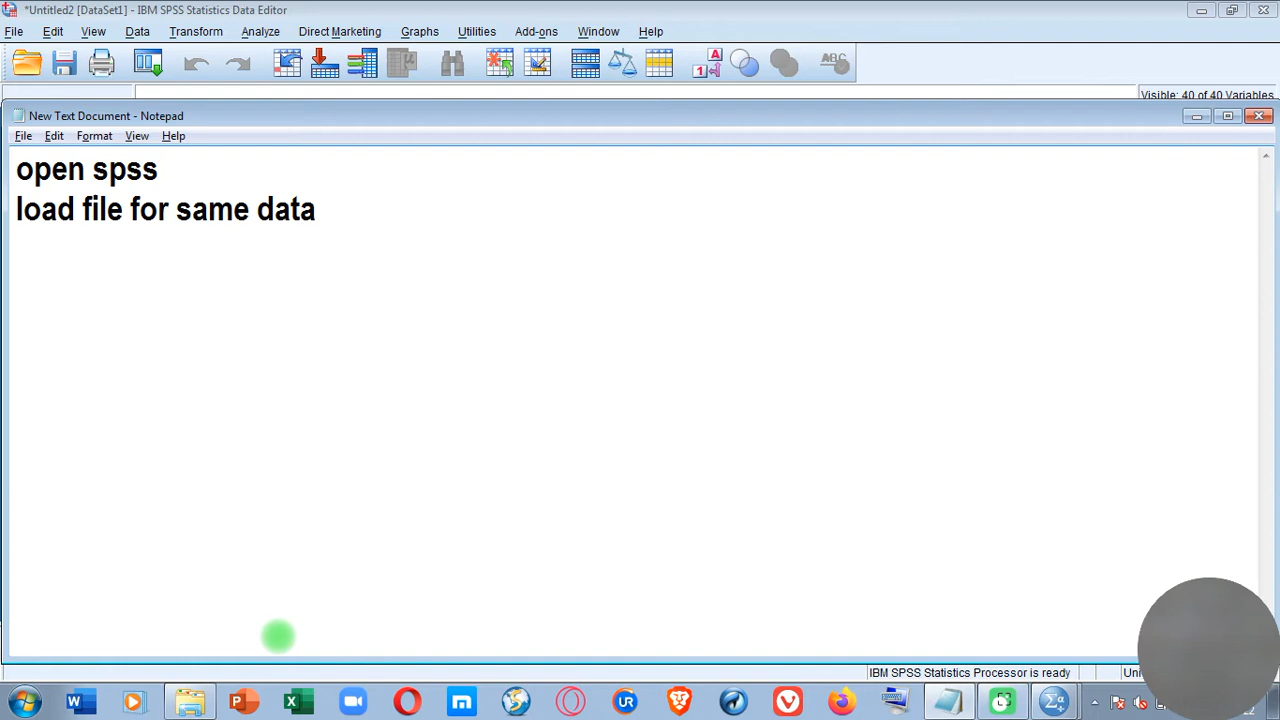 *Untitled2 [DataSet1] - IBM SPSS Statistics Data Editor
File Edit View Data Transform Analyze Direct Marketing Graphs Utilities Add-ons Window Help
Visible: 40 of 40 Variables
New Text Document - Notepad
File Edit Format View Help
open spss
load file for same data
IBM SPSS Statistics Processor is ready